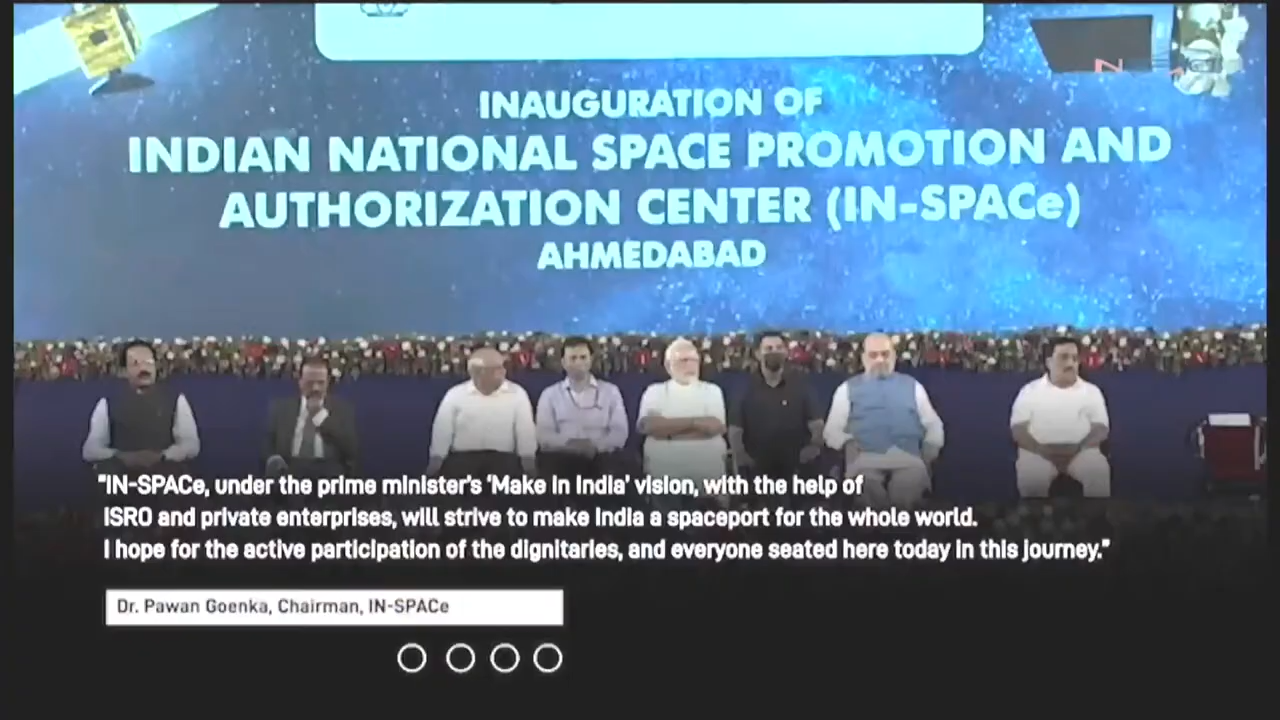 INAUGURATION OF
INDIAN NATIONAL SPACE PROMOTION AND
AUTHORIZATION CENTER (IN-SPACe)
AHMEDABAD
"IN-SPACe, under the prime minister's 'Make in India' vision, with the help of
ISRO and private enterprises, will strive to make India a spaceport for the whole world.
I hope for the active participation of the dignitaries, and everyone seated here today in this journey."
Dr. Pawan Goenka, Chairman, IN-SPACe